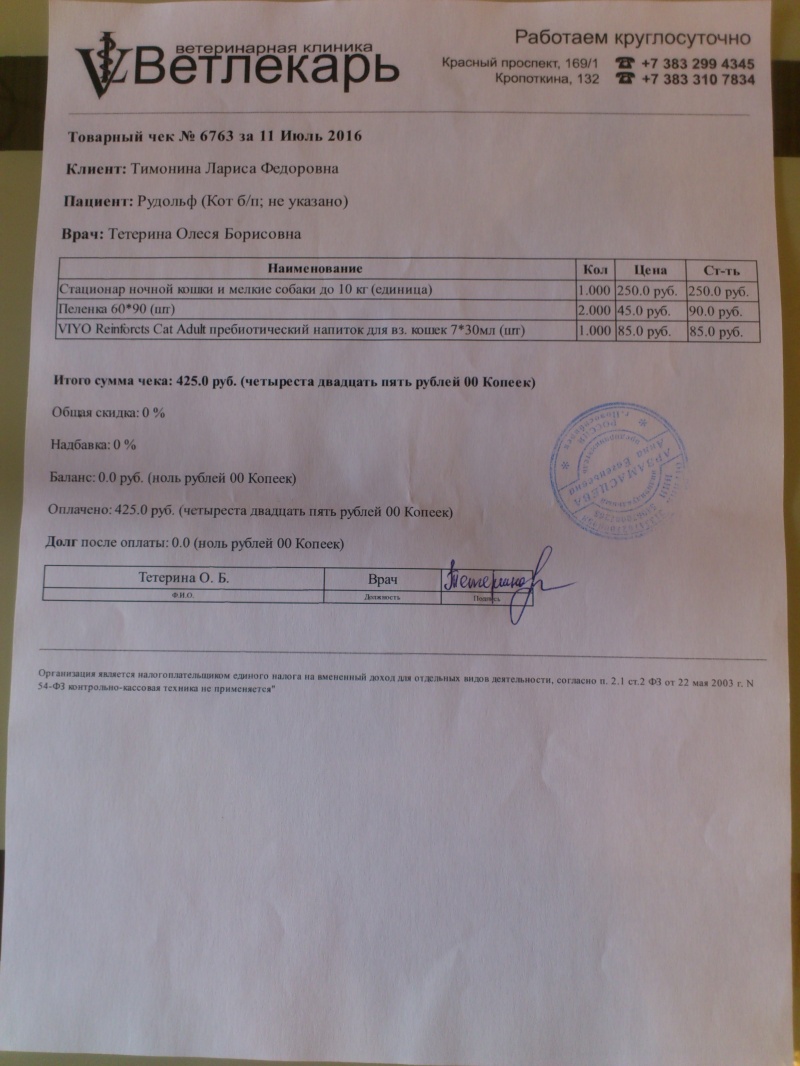 ветеринарная клиника
Ветлекарь
Работаем круглосуточно
Красный проспект, 169/1 ☎ +7 383 299 4345
Кропоткина, 132 ☎ +7 383 310 7834
Товарный чек № 6763 за 11 Июль 2016
Клиент: Тимонина Лариса Федоровна
Пациент: Рудольф (Кот б/п; не указано)
Врач: Тетерина Олеся Борисовна
Наименование Кол Цена Ст-ть
Стационар ночной кошки и мелкие собаки до 10 кг (единица) 1.000 250.0 руб. 250.0 руб.
Пеленка 60*90 (шт) 2.000 45.0 руб. 90.0 руб.
VIYO Reinforcts Cat Adult пребиотический напиток для вз. кошек 7*30мл (шт) 1.000 85.0 руб. 85.0 руб.
Итого сумма чека: 425.0 руб. (четыреста двадцать пять рублей 00 Копеек)
Общая скидка: 0 %
Надбавка: 0 %
Баланс: 0.0 руб. (ноль рублей 00 Копеек)
Оплачено: 425.0 руб. (четыреста двадцать пять рублей 00 Копеек)
Долг после оплаты: 0.0 (ноль рублей 00 Копеек)
АРЗАМАСЦЕВА
Анна Евгеньевна
Тетерина О. Б. Врач Тетерина
Ф.И.О. Должность Подпись
Организация является налогоплательщиком единого налога на вмененный доход для отдельных видов деятельности, согласно п. 2.1 ст.2 ФЗ от 22 мая 2003 г. N
54-ФЗ контрольно-кассовая техника не применяется"